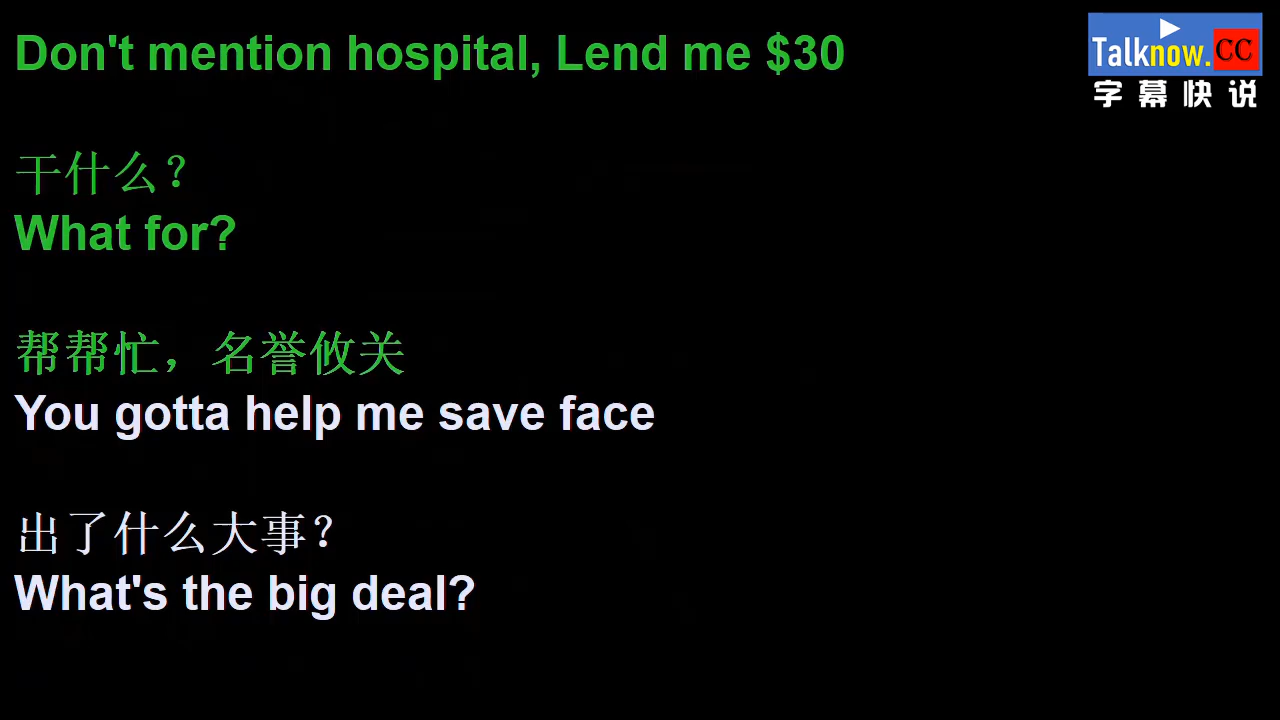 Don't mention hospital, Lend me $30
Talknow.CC
字幕快说
干什么？
What for?
帮帮忙，名誉攸关
You gotta help me save face
出了什么大事？
What's the big deal?